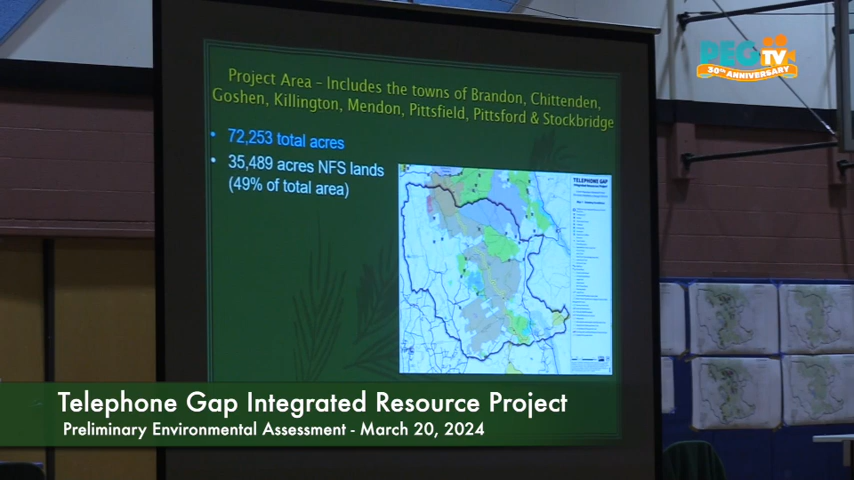 PEGTV
30TH ANNIVERSARY
Project Area – Includes the towns of Brandon, Chittenden,
Goshen, Killington, Mendon, Pittsfield, Pittsford & Stockbridge
• 72,253 total acres
• 35,489 acres NFS lands
(49% of total area)
TELEPHONE GAP
Telephone Gap Integrated Resource Project
Preliminary Environmental Assessment - March 20, 2024